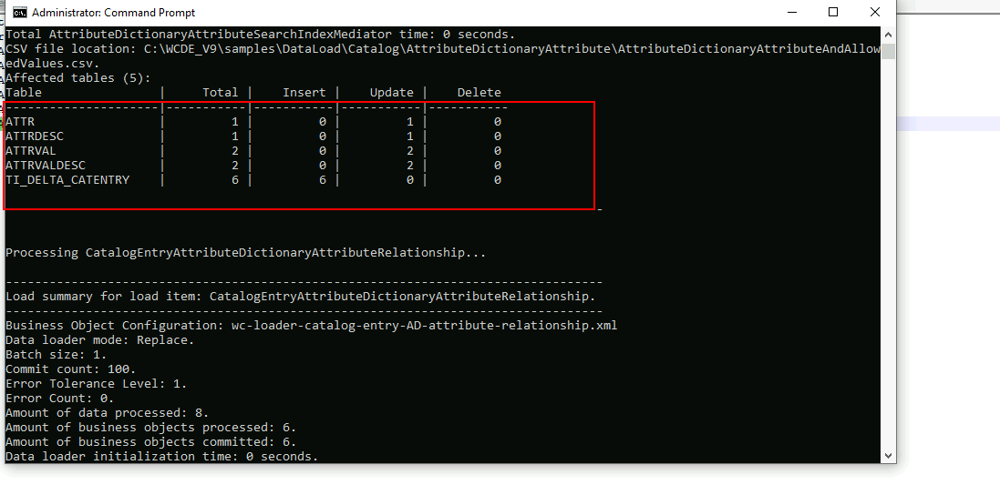 Administrator: Command Prompt
Total AttributeDictionaryAttributeSearchIndexMediator time: 0 seconds.
CSV file location: C:\WCDE_V9\samples\DataLoad\Catalog\AttributeDictionaryAttribute\AttributeDictionaryAttributeAndAllow
edValues.csv.
Affected tables (5):
Table                |     Total |    Insert |    Update |    Delete
---------------------|-----------|-----------|-----------|-----------
ATTR                 |         1 |         0 |         1 |         0
ATTRDESC             |         1 |         0 |         1 |         0
ATTRVAL              |         2 |         0 |         2 |         0
ATTRVALDESC          |         2 |         0 |         2 |         0
TI_DELTA_CATENTRY    |         6 |         6 |         0 |         0
-
Processing CatalogEntryAttributeDictionaryAttributeRelationship...
----------------------------------------------------------------------------------
Load summary for load item: CatalogEntryAttributeDictionaryAttributeRelationship.
----------------------------------------------------------------------------------
Business Object Configuration: wc-loader-catalog-entry-AD-attribute-relationship.xml
Data loader mode: Replace.
Batch size: 1.
Commit count: 100.
Error Tolerance Level: 1.
Error Count: 0.
Amount of data processed: 8.
Amount of business objects processed: 6.
Amount of business objects committed: 6.
Data loader initialization time: 0 seconds.